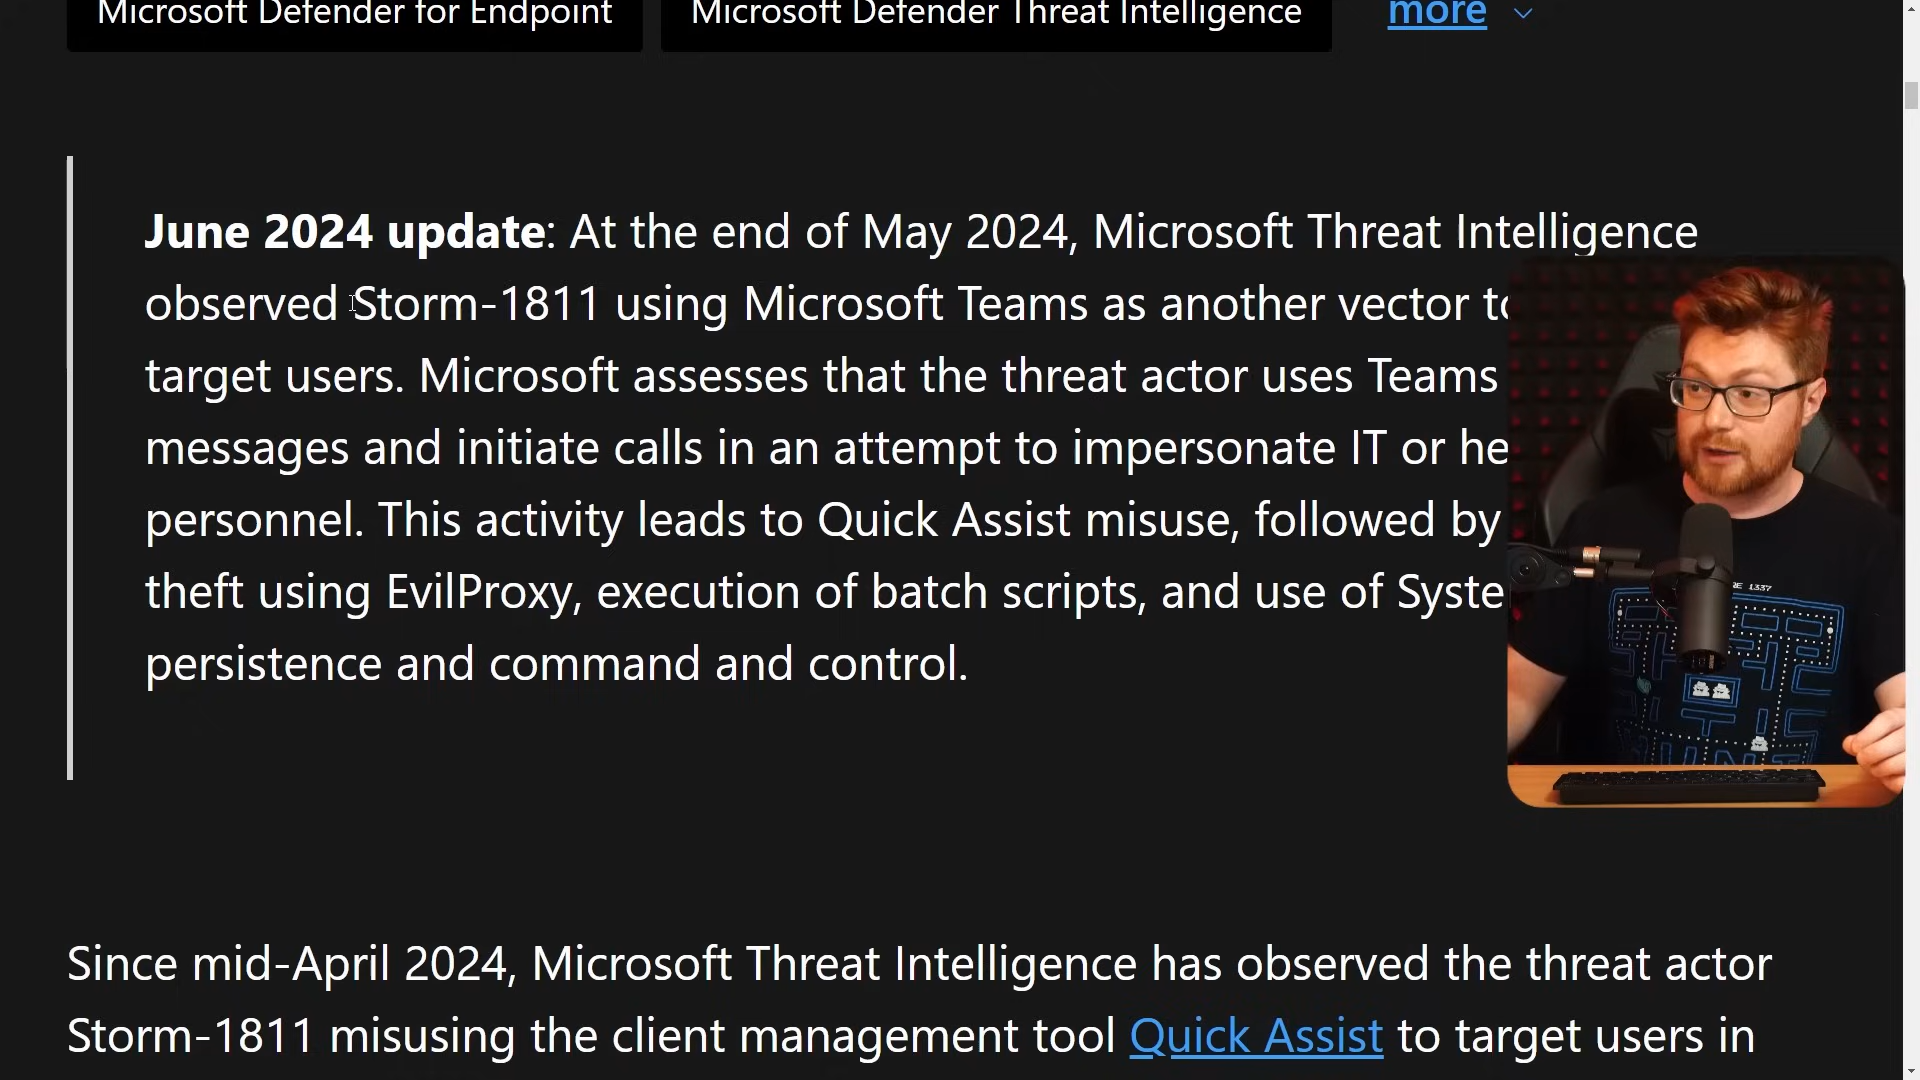 Microsoft Defender for Endpoint Microsoft Defender Threat Intelligence more
June 2024 update: At the end of May 2024, Microsoft Threat Intelligence
observed Storm-1811 using Microsoft Teams as another vector to
target users. Microsoft assesses that the threat actor uses Teams
messages and initiate calls in an attempt to impersonate IT or
personnel. This activity leads to Quick Assist misuse, followed by
theft using EvilProxy, execution of batch scripts, and use of
persistence and command and control.
1337
Since mid-April 2024, Microsoft Threat Intelligence has observed the threat actor
Storm-1811 misusing the client management tool Quick Assist to target users in